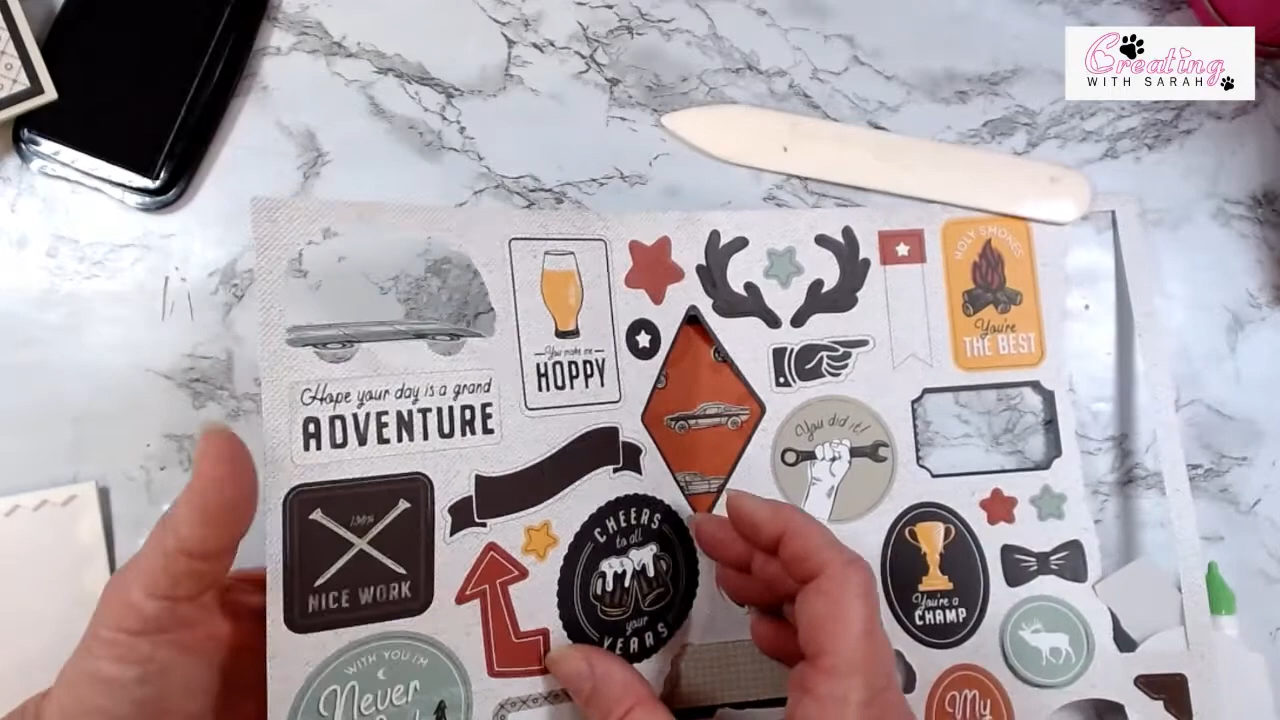 Creating
WITH SARAH
HOLY SMOKES
You're
THE BEST
You make me
HOPPY
Hope your day is a grand
ADVENTURE
You did it!
100%
NICE WORK
CHEERS
to all
your
YEARS
You're a
CHAMP
WITH YOU I'M
Never
My